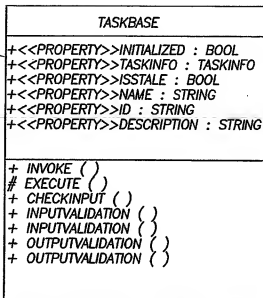 TASKBASE
+<<PROPERTY>>INITIALIZED : BOOL
+<<PROPERTY>>TASKINFO : TASKINFO
+<<PROPERTY>>ISSTALE : BOOL
+<<PROPERTY>>NAME : STRING
+<<PROPERTY>>ID : STRING
+<<PROPERTY>>DESCRIPTION : STRING
+ INVOKE ( )
# EXECUTE ( )
+ CHECKINPUT ( )
+ INPUTVALIDATION ( )
+ INPUTVALIDATION ( )
+ OUTPUTVALIDATION ( )
+ OUTPUTVALIDATION ( )